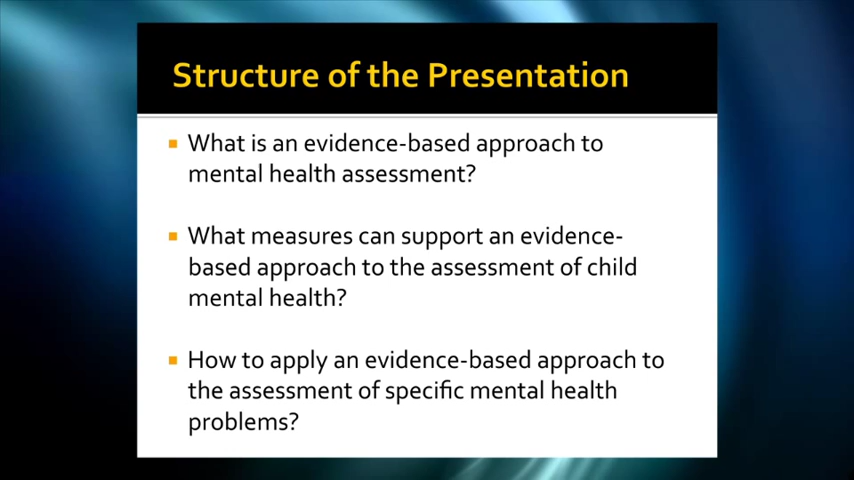 Structure of the Presentation
What is an evidence-based approach to
mental health assessment?
What measures can support an evidence-
based approach to the assessment of child
mental health?
How to apply an evidence-based approach to
the assessment of specific mental health
problems?